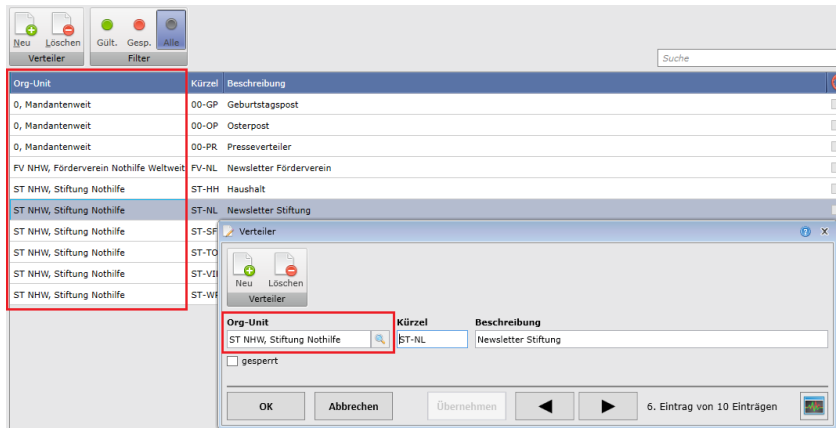 Neu Löschen Gült. Gesp. Alle
Verteiler Filter
Suche
Org-Unit Kürzel Beschreibung
0, Mandantenweit 00-GP Geburtstagspost
0, Mandantenweit 00-OP Osterpost
0, Mandantenweit 00-PR Presseverteiler
FV NHW, Förderverein Nothilfe Weltweit FV-NL Newsletter Förderverein
ST NHW, Stiftung Nothilfe ST-HH Haushalt
ST NHW, Stiftung Nothilfe ST-NL Newsletter Stiftung
ST NHW, Stiftung Nothilfe ST-SF
ST NHW, Stiftung Nothilfe ST-TO
ST NHW, Stiftung Nothilfe ST-VI
ST NHW, Stiftung Nothilfe ST-W
Verteiler
Neu Löschen
Verteiler
Org-Unit Kürzel Beschreibung
ST NHW, Stiftung Nothilfe ST-NL Newsletter Stiftung
gesperrt
OK Abbrechen Übernehmen 6. Eintrag von 10 Einträgen